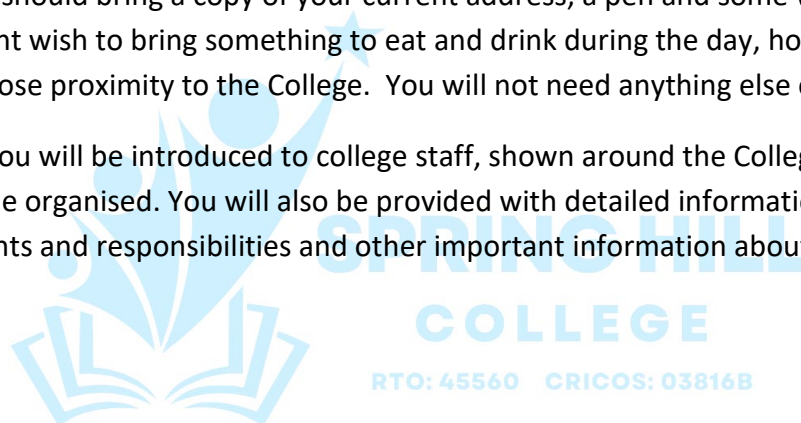 should bring a copy of your current address, a pen and some
nt wish to bring something to eat and drink during the day, ho
ose proximity to the College. You will not need anything else
ou will be introduced to college staff, shown around the Colleg
e organised. You will also be provided with detailed informati
nts and responsibilities and other important information about
SPRING HILL
COLLEGE
RTO: 45560 CRICOS: 03816B